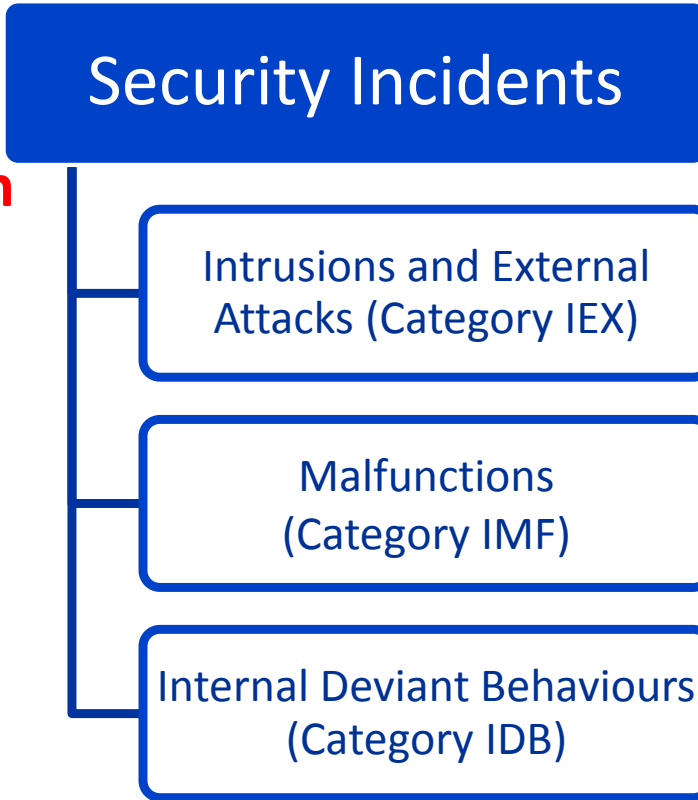 Security Incidents
Intrusions and External
Attacks (Category IEX)
Malfunctions
(Category IMF)
Internal Deviant Behaviours
(Category IDB)